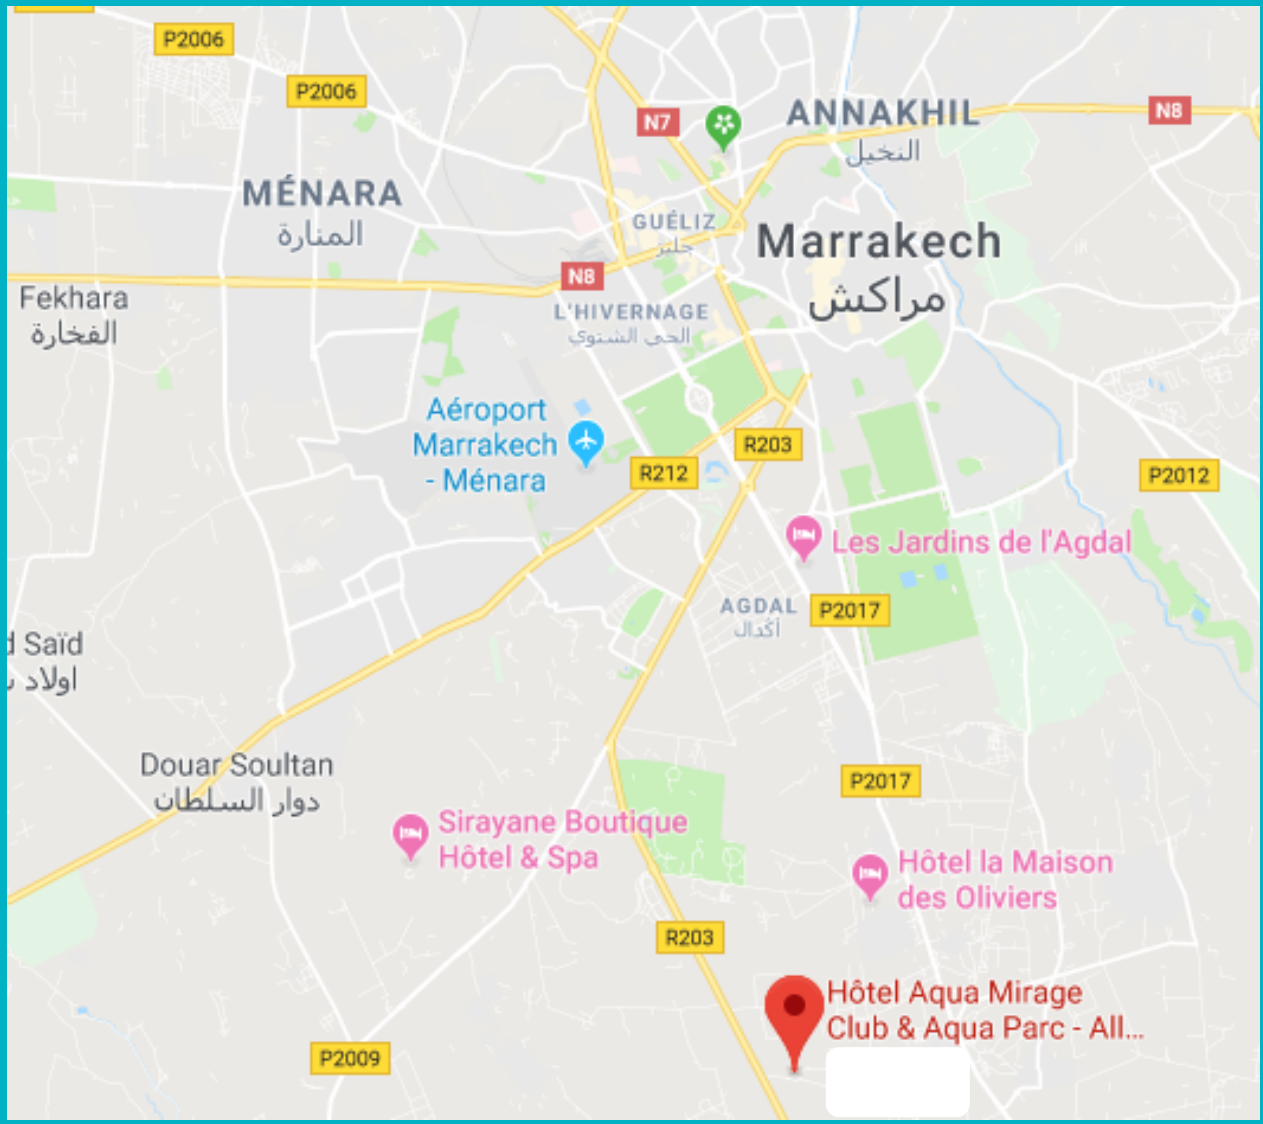 P2006
P2006
N7
ANNAKHIL
النخيل
N8
MÉNARA
المنارة
GUÉLIZ
جليز
Marrakech
مراكش
N8
Fekhara
الفخارة
L'HIVERNAGE
الحي الشتوي
Aéroport
Marrakech
- Ménara
R203
R212
P2012
Les Jardins de l'Agdal
AGDAL
أكدال
P2017
d Saïd
اولاد س
Douar Soultan
دوار السلطان
P2017
Sirayane Boutique
Hôtel & Spa
Hôtel la Maison
des Oliviers
R203
Hôtel Aqua Mirage
Club & Aqua Parc - All...
P2009